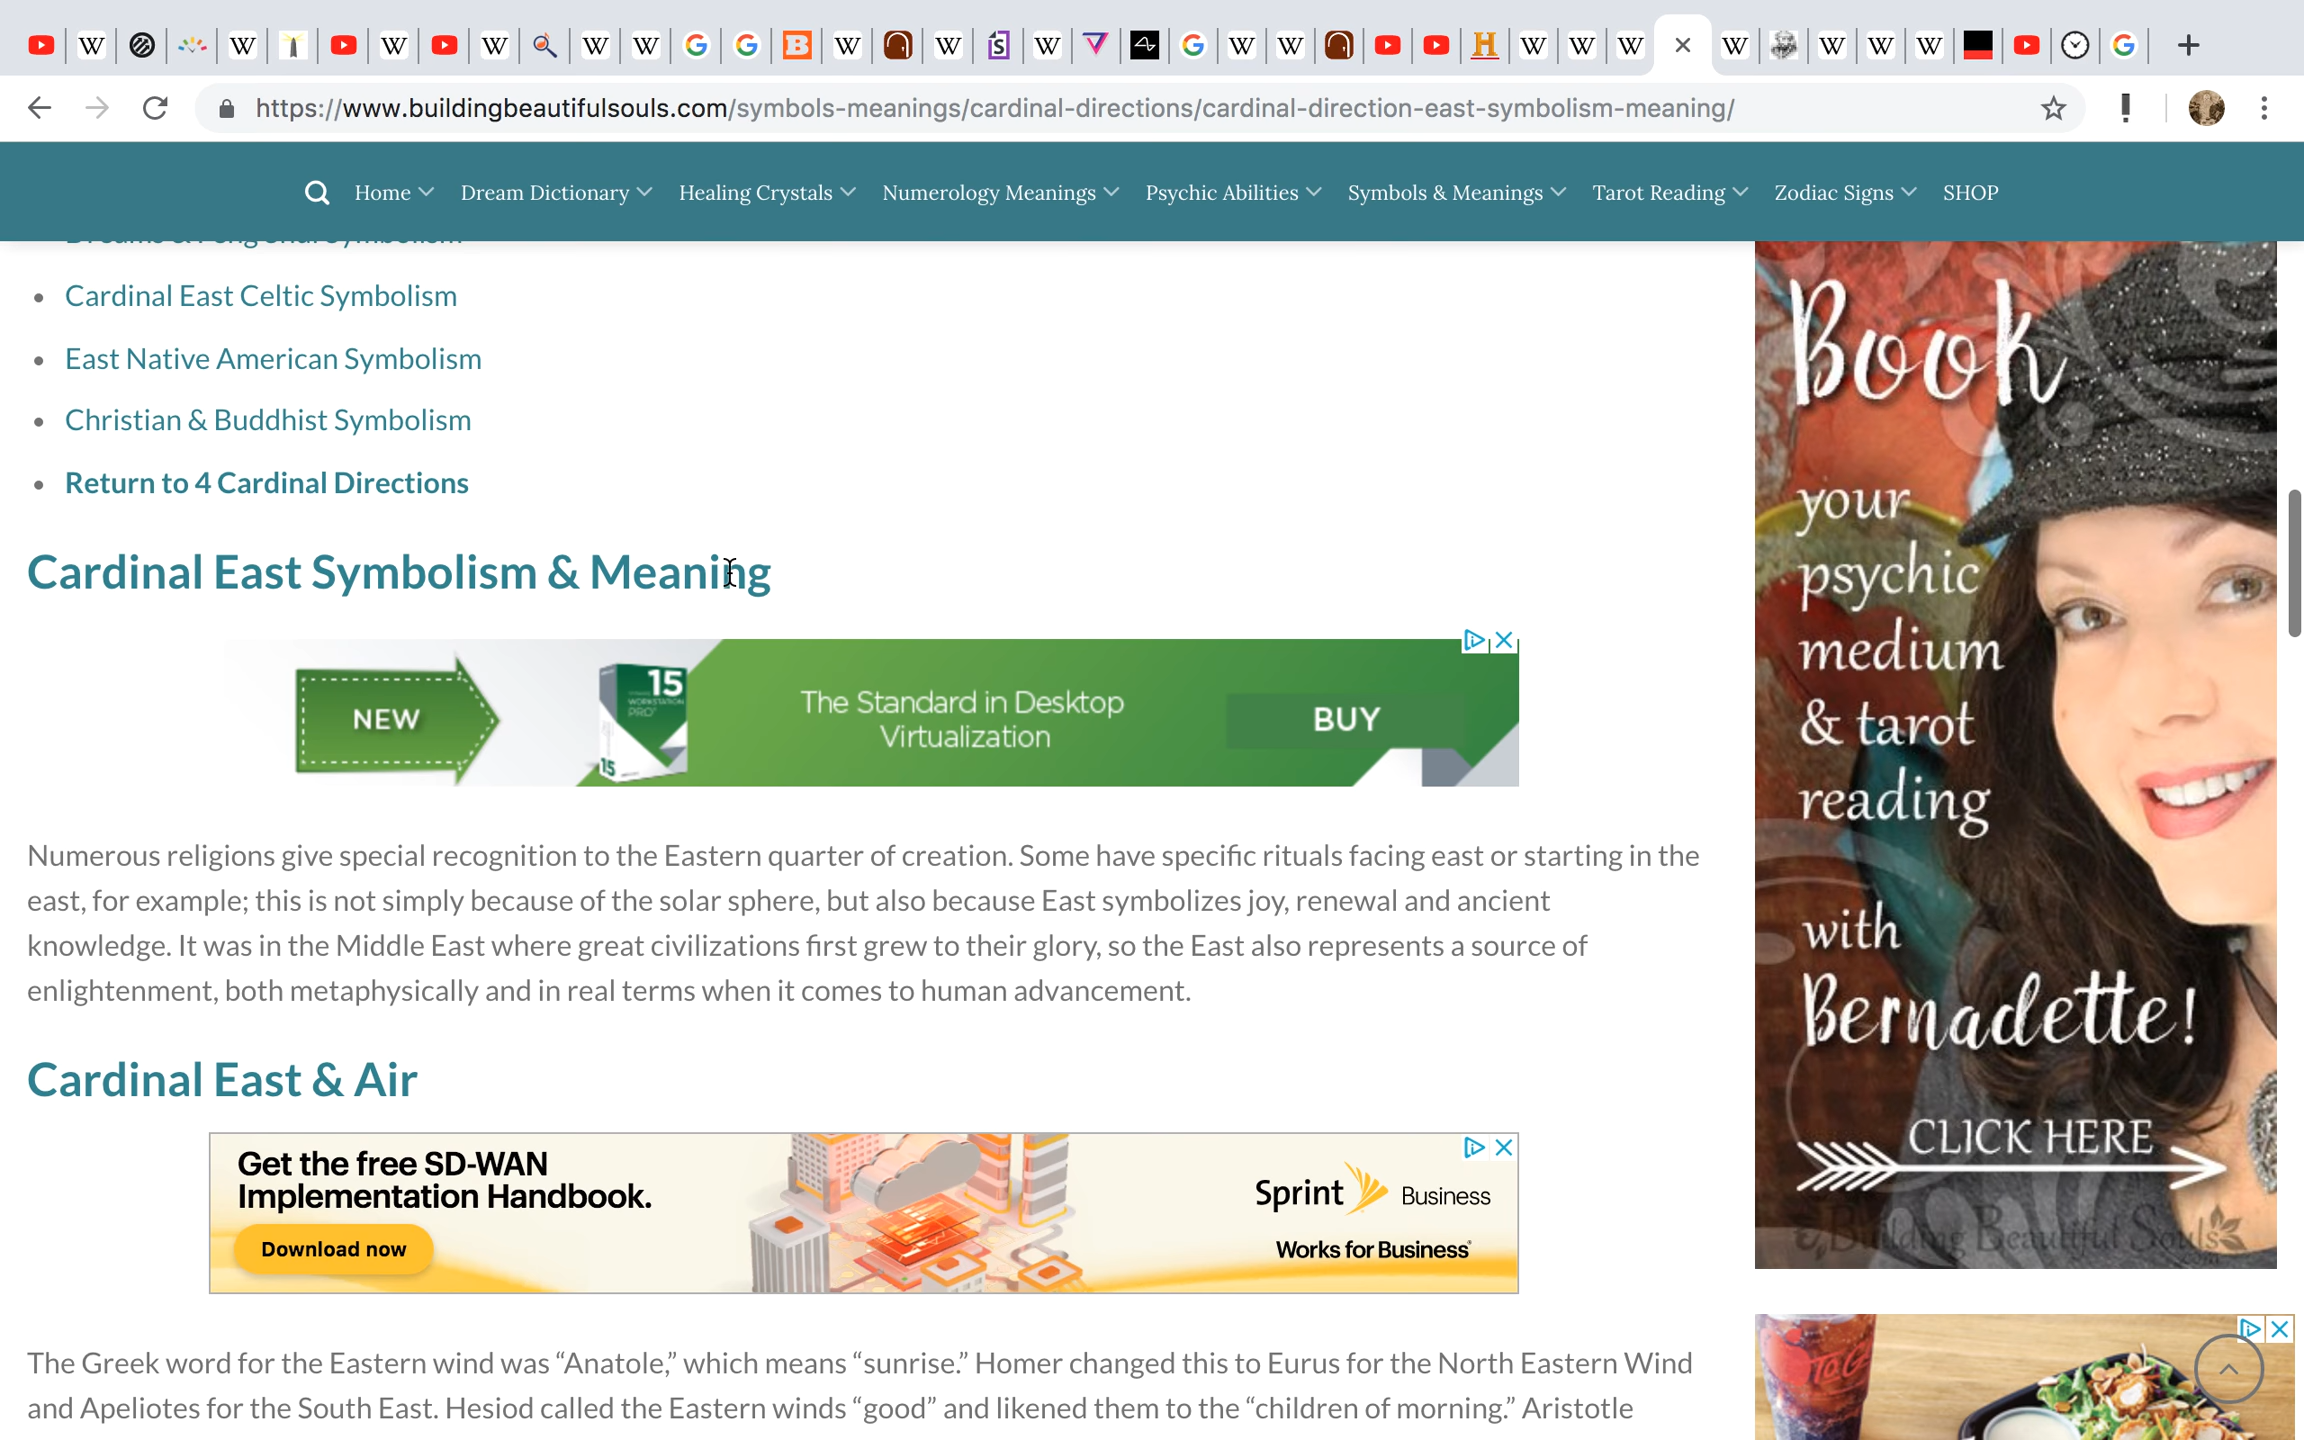 https://www.buildingbeautifulsouls.com/symbols-meanings/cardinal-directions/cardinal-direction-east-symbolism-meaning/
Home Dream Dictionary Healing Crystals Numerology Meanings Psychic Abilities Symbols & Meanings Tarot Reading Zodiac Signs SHOP
Cardinal East Celtic Symbolism
East Native American Symbolism
Christian & Buddhist Symbolism
Return to 4 Cardinal Directions
Cardinal East Symbolism & Meaning
NEW
15
WORKSTATION
PRO
15
The Standard in Desktop
Virtualization
BUY
Numerous religions give special recognition to the Eastern quarter of creation. Some have specific rituals facing east or starting in the
east, for example; this is not simply because of the solar sphere, but also because East symbolizes joy, renewal and ancient
knowledge. It was in the Middle East where great civilizations first grew to their glory, so the East also represents a source of
enlightenment, both metaphysically and in real terms when it comes to human advancement.
Cardinal East & Air
Get the free SD-WAN
Implementation Handbook.
Download now
Sprint Business
Works for Business®
The Greek word for the Eastern wind was “Anatole,” which means “sunrise.” Homer changed this to Eurus for the North Eastern Wind
and Apeliotes for the South East. Hesiod called the Eastern winds “good” and likened them to the “children of morning.” Aristotle
Book
your
psychic
medium
& tarot
reading
with
Bernadette!
CLICK HERE
Building Beautiful Souls
.com